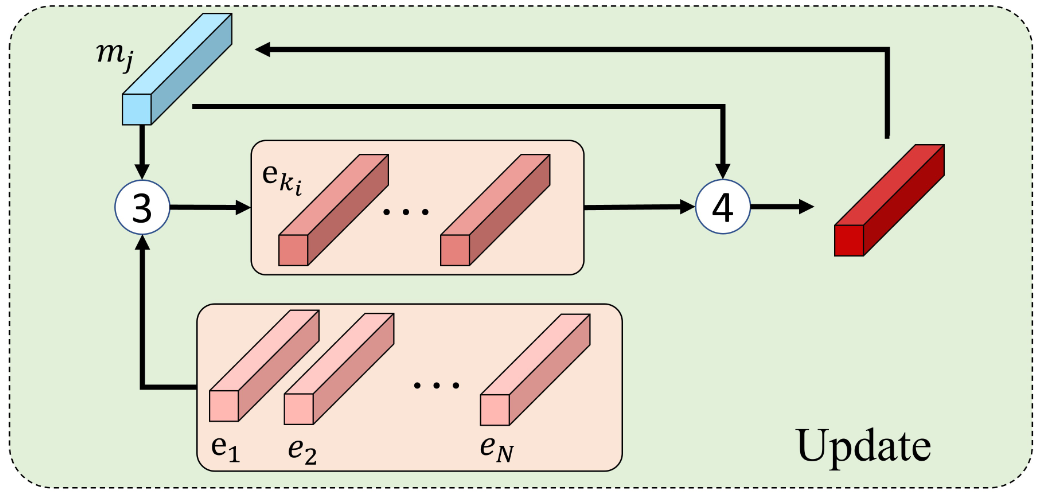 m_j
3
e_{k_i}
...
4
...
e_1
e_2
e_N
Update